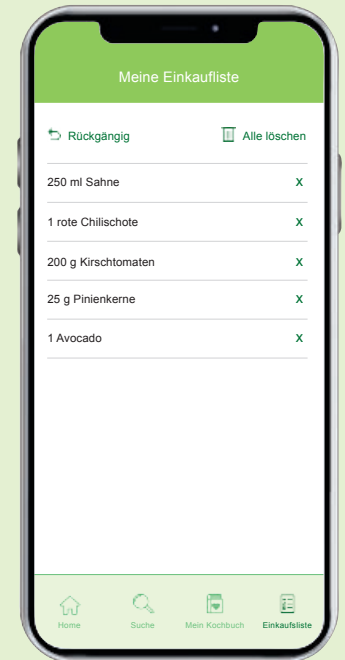 Meine Einkaufliste
Rückgängig Alle löschen
250 ml Sahne X
1 rote Chilischote X
200 g Kirschtomaten X
25 g Pinienkerne X
1 Avocado X
Home Suche Mein Kochbuch Einkaufsliste